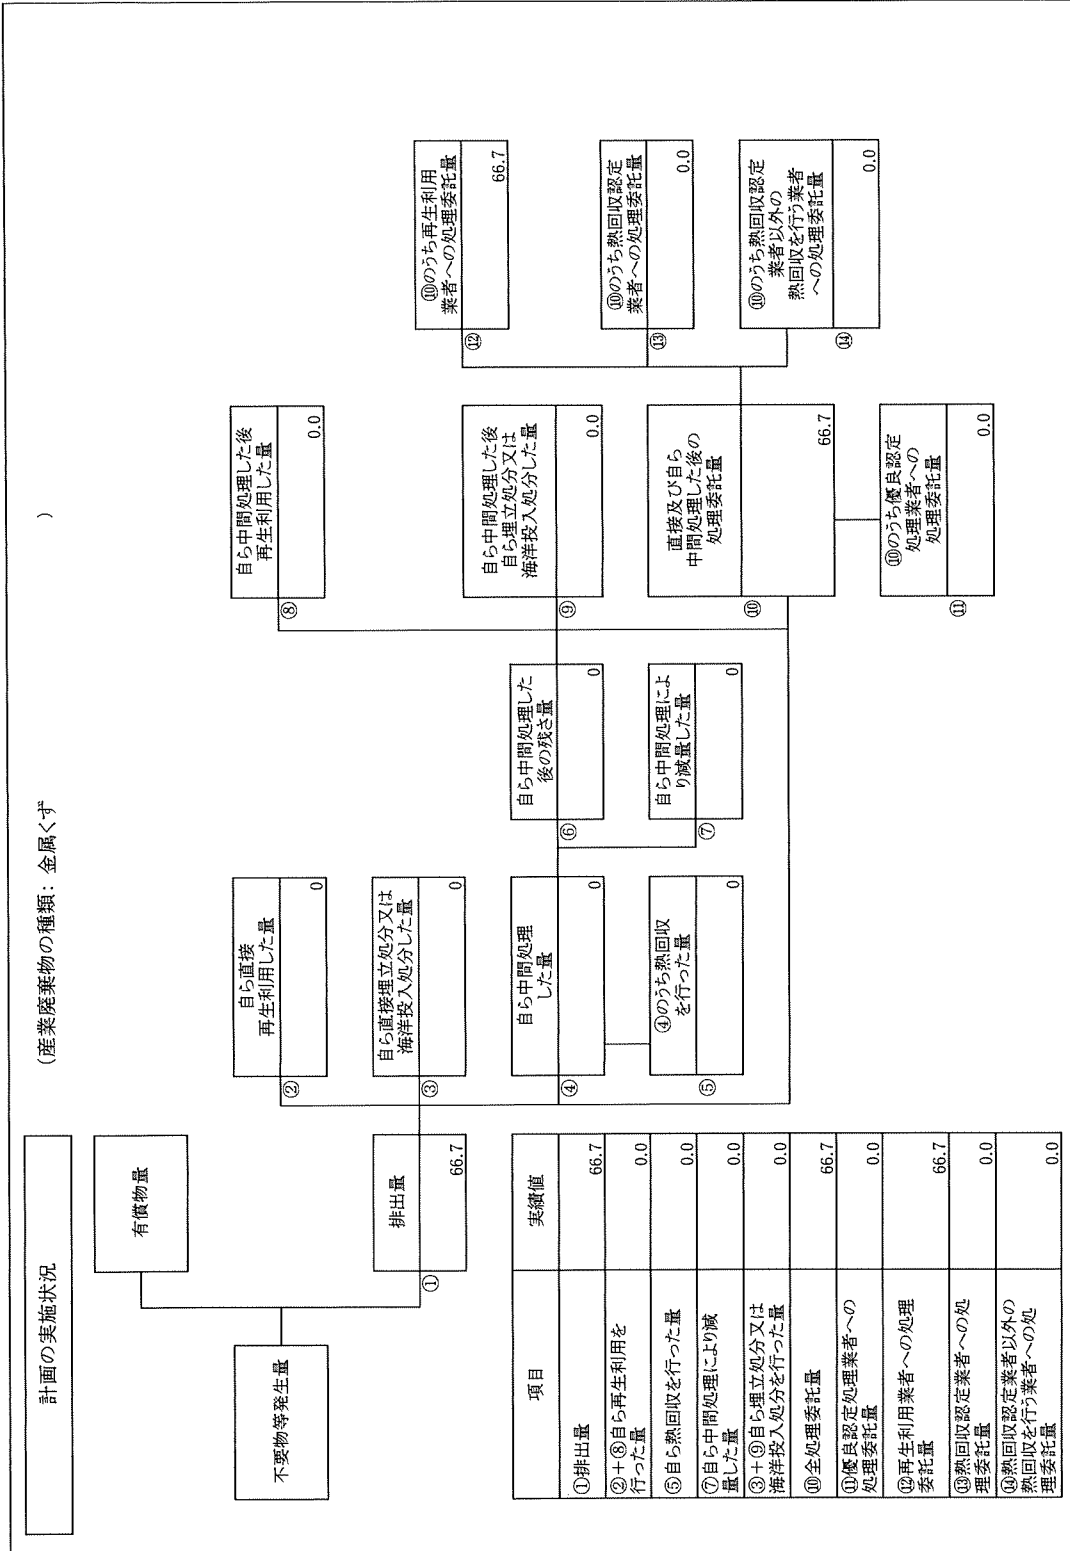 計画の実施状況
(産業廃棄物の種類: 金属くず )
不要物等発生量
有償物量
①
排出量
66.7
②
自ら直接
再生利用した量
0
③
自ら直接埋立処分又は
海洋投入処分した量
0
④
自ら中間処理
した量
0
⑤
④のうち熱回収
を行った量
0
⑥
自ら中間処理した
後の残さ量
0
⑦
自ら中間処理によ
り減量した量
0
⑧
自ら中間処理した後
再生利用した量
0.0
⑨
自ら中間処理した後
自ら埋立処分又は
海洋投入処分した量
0.0
⑩
直接及び自ら
中間処理した後の
処理委託量
66.7
⑪
⑩のうち優良認定
処理業者への
処理委託量
0.0
⑫
⑩のうち再生利用
業者への処理委託量
66.7
⑬
⑩のうち熱回収認定
業者への処理委託量
0.0
⑭
⑩のうち熱回収認定
業者以外の
熱回収を行う業者
への処理委託量
0.0
項目 実績値
①排出量 66.7
②+⑧自ら再生利用を
行った量 0.0
⑤自ら熱回収を行った量 0.0
⑦自ら中間処理により減
量した量 0.0
③+⑨自ら埋立処分又は
海洋投入処分を行った量 0.0
⑩全処理委託量 66.7
⑪優良認定処理業者への
処理委託量 0.0
⑫再生利用業者への処理
委託量 66.7
⑬熱回収認定業者への処
理委託量 0.0
⑭熱回収認定業者以外の
熱回収を行う業者への処
理委託量 0.0